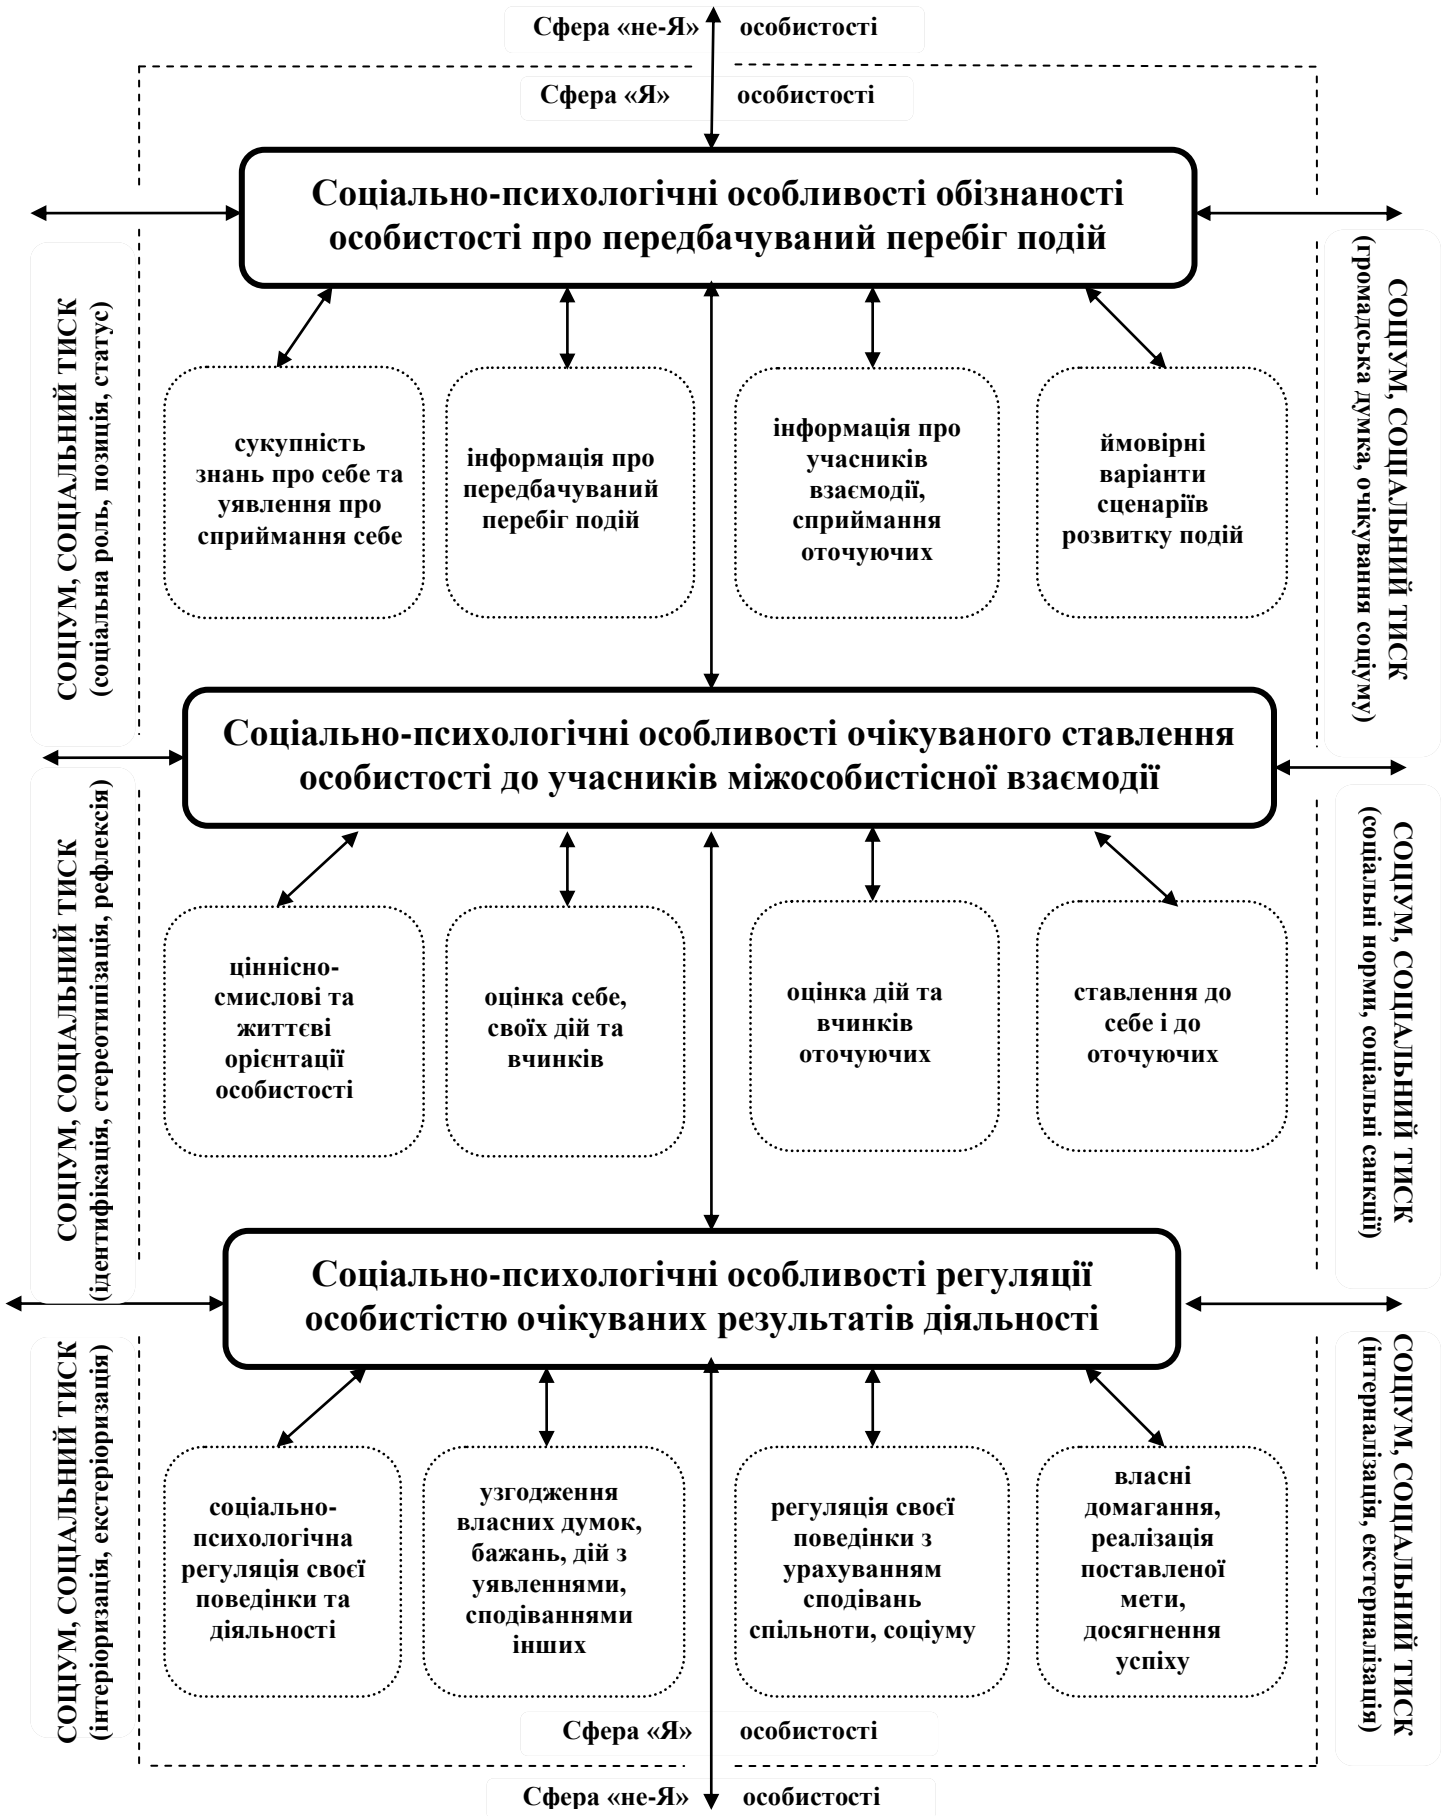 Сфера «не-Я» особистості
Сфера «Я» особистості
Соціально-психологічні особливості обізнаності
особистості про передбачуваний перебіг подій
СОЦІУМ, СОЦІАЛЬНИЙ ТИСК
(соціальна роль, позиція, статус)
сукупність
знань про себе та
уявлення про
сприймання себе
інформація про
передбачуваний
перебіг подій
інформація про
учасників
взаємодії,
сприймання
оточуючих
ймовірні
варіанти
сценаріїв
розвитку подій
СОЦІУМ, СОЦІАЛЬНИЙ ТИСК
(громадська думка, очікування соціуму)
Соціально-психологічні особливості очікуваного ставлення
особистості до учасників міжособистісної взаємодії
СОЦІУМ, СОЦІАЛЬНИЙ ТИСК
(ідентифікація, стереотипізація, рефлексія)
ціннісно-
смислові та
життєві
орієнтації
особистості
оцінка себе,
своїх дій та
вчинків
оцінка дій та
вчинків
оточуючих
ставлення до
себе і до
оточуючих
СОЦІУМ, СОЦІАЛЬНИЙ ТИСК
(соціальні норми, соціальні санкції)
Соціально-психологічні особливості регуляції
особистістю очікуваних результатів діяльності
СОЦІУМ, СОЦІАЛЬНИЙ ТИСК
(інтеріоризація, екстеріоризація)
соціально-
психологічна
регуляція своєї
поведінки та
діяльності
узгодження
власних думок,
бажань, дій з
уявленнями,
сподіваннями
інших
регуляція своєї
поведінки з
урахуванням
сподівань
спільноти, соціуму
власні
домагання,
реалізація
поставленої
мети,
досягнення
успіху
СОЦІУМ, СОЦІАЛЬНИЙ ТИСК
(інтерналізація, екстерналізація)
Сфера «Я» особистості
Сфера «не-Я» особистості